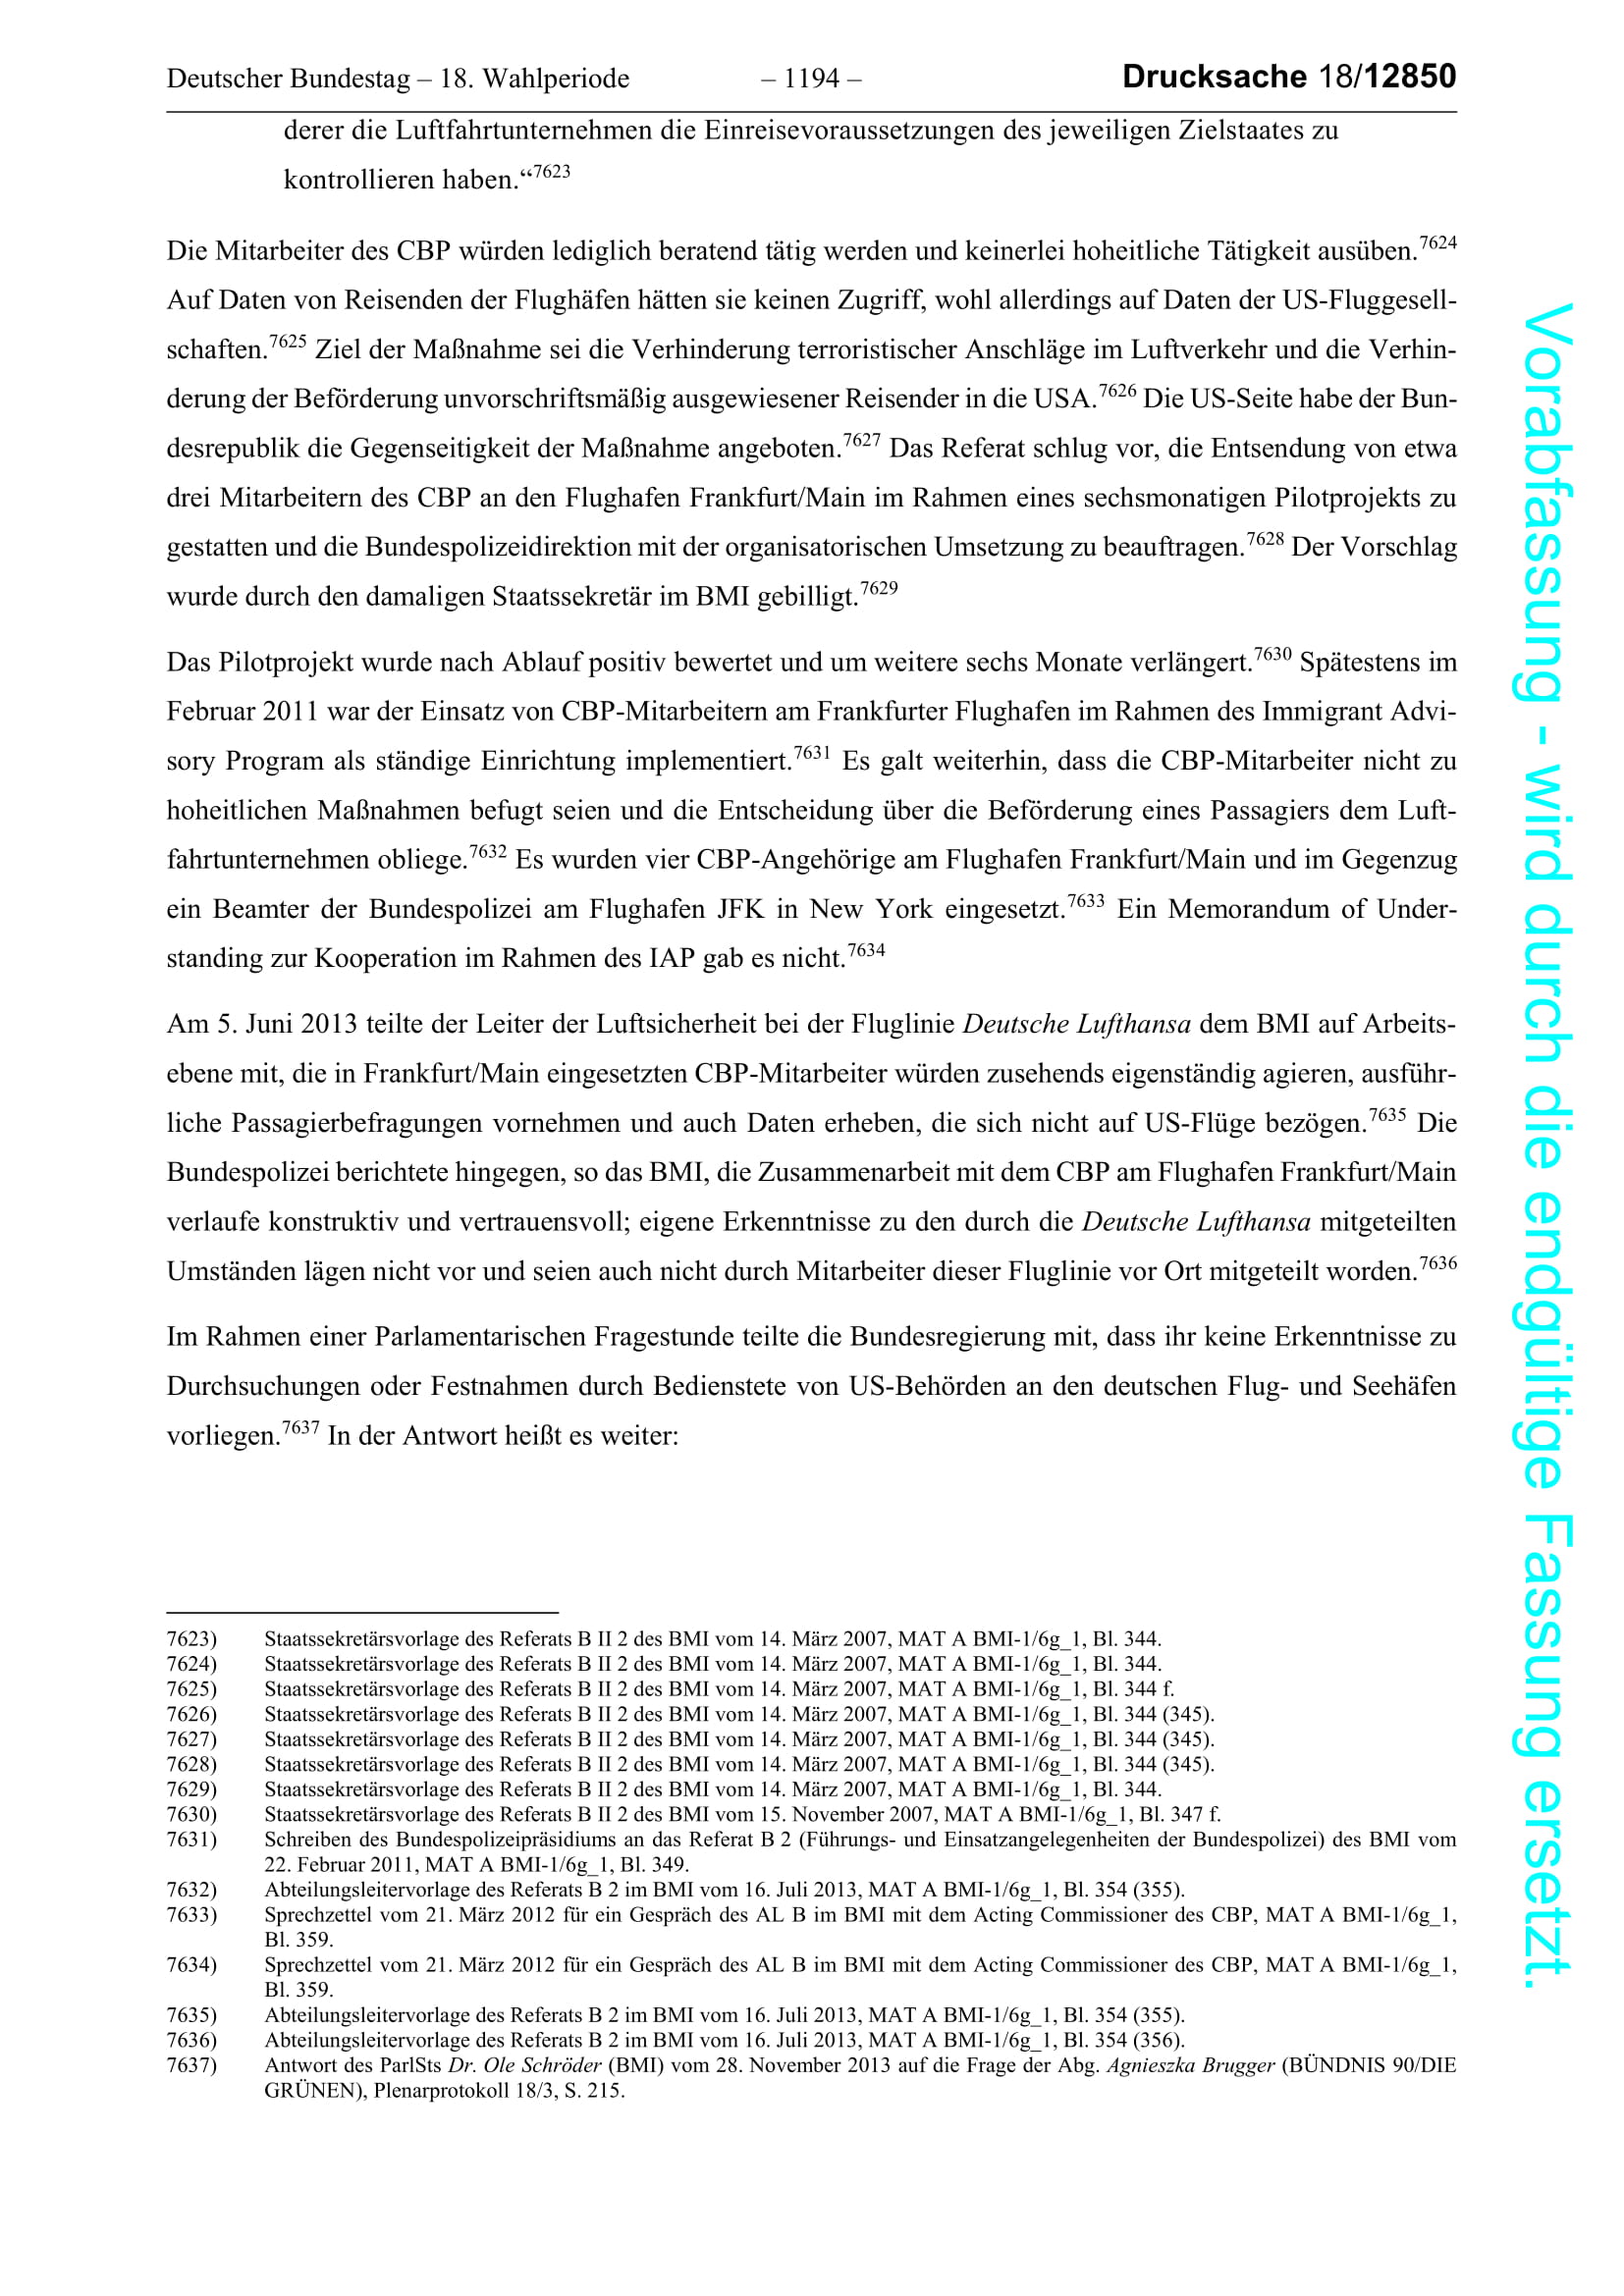 Deutscher Bundestag – 18. Wahlperiode – 1194 – Drucksache 18/12850
derer die Luftfahrtunternehmen die Einreisevoraussetzungen des jeweiligen Zielstaates zu
kontrollieren haben.“7623
Die Mitarbeiter des CBP würden lediglich beratend tätig werden und keinerlei hoheitliche Tätigkeit ausüben.7624
Auf Daten von Reisenden der Flughäfen hätten sie keinen Zugriff, wohl allerdings auf Daten der US-Fluggesell-
schaften.7625 Ziel der Maßnahme sei die Verhinderung terroristischer Anschläge im Luftverkehr und die Verhin-
derung der Beförderung unvorschriftsmäßig ausgewiesener Reisender in die USA.7626 Die US-Seite habe der Bun-
desrepublik die Gegenseitigkeit der Maßnahme angeboten.7627 Das Referat schlug vor, die Entsendung von etwa
drei Mitarbeitern des CBP an den Flughafen Frankfurt/Main im Rahmen eines sechsmonatigen Pilotprojekts zu
gestatten und die Bundespolizeidirektion mit der organisatorischen Umsetzung zu beauftragen.7628 Der Vorschlag
wurde durch den damaligen Staatssekretär im BMI gebilligt.7629
Das Pilotprojekt wurde nach Ablauf positiv bewertet und um weitere sechs Monate verlängert.7630 Spätestens im
Februar 2011 war der Einsatz von CBP-Mitarbeitern am Frankfurter Flughafen im Rahmen des Immigrant Advi-
sory Program als ständige Einrichtung implementiert.7631 Es galt weiterhin, dass die CBP-Mitarbeiter nicht zu
hoheitlichen Maßnahmen befugt seien und die Entscheidung über die Beförderung eines Passagiers dem Luft-
fahrtunternehmen obliege.7632 Es wurden vier CBP-Angehörige am Flughafen Frankfurt/Main und im Gegenzug
ein Beamter der Bundespolizei am Flughafen JFK in New York eingesetzt.7633 Ein Memorandum of Under-
standing zur Kooperation im Rahmen des IAP gab es nicht.7634
Am 5. Juni 2013 teilte der Leiter der Luftsicherheit bei der Fluglinie Deutsche Lufthansa dem BMI auf Arbeits-
ebene mit, die in Frankfurt/Main eingesetzten CBP-Mitarbeiter würden zusehends eigenständig agieren, ausführ-
liche Passagierbefragungen vornehmen und auch Daten erheben, die sich nicht auf US-Flüge bezögen.7635 Die
Bundespolizei berichtete hingegen, so das BMI, die Zusammenarbeit mit dem CBP am Flughafen Frankfurt/Main
verlaufe konstruktiv und vertrauensvoll; eigene Erkenntnisse zu den durch die Deutsche Lufthansa mitgeteilten
Umständen lägen nicht vor und seien auch nicht durch Mitarbeiter dieser Fluglinie vor Ort mitgeteilt worden.7636
Im Rahmen einer Parlamentarischen Fragestunde teilte die Bundesregierung mit, dass ihr keine Erkenntnisse zu
Durchsuchungen oder Festnahmen durch Bedienstete von US-Behörden an den deutschen Flug- und Seehäfen
vorliegen.7637 In der Antwort heißt es weiter:
7623) Staatssekretärsvorlage des Referats B II 2 des BMI vom 14. März 2007, MAT A BMI-1/6g_1, Bl. 344.
7624) Staatssekretärsvorlage des Referats B II 2 des BMI vom 14. März 2007, MAT A BMI-1/6g_1, Bl. 344.
7625) Staatssekretärsvorlage des Referats B II 2 des BMI vom 14. März 2007, MAT A BMI-1/6g_1, Bl. 344 f.
7626) Staatssekretärsvorlage des Referats B II 2 des BMI vom 14. März 2007, MAT A BMI-1/6g_1, Bl. 344 (345).
7627) Staatssekretärsvorlage des Referats B II 2 des BMI vom 14. März 2007, MAT A BMI-1/6g_1, Bl. 344 (345).
7628) Staatssekretärsvorlage des Referats B II 2 des BMI vom 14. März 2007, MAT A BMI-1/6g_1, Bl. 344 (345).
7629) Staatssekretärsvorlage des Referats B II 2 des BMI vom 14. März 2007, MAT A BMI-1/6g_1, Bl. 344.
7630) Staatssekretärsvorlage des Referats B II 2 des BMI vom 15. November 2007, MAT A BMI-1/6g_1, Bl. 347 f.
7631) Schreiben des Bundespolizeipräsidiums an das Referat B 2 (Führungs- und Einsatzangelegenheiten der Bundespolizei) des BMI vom
22. Februar 2011, MAT A BMI-1/6g_1, Bl. 349.
7632) Abteilungsleitervorlage des Referats B 2 im BMI vom 16. Juli 2013, MAT A BMI-1/6g_1, Bl. 354 (355).
7633) Sprechzettel vom 21. März 2012 für ein Gespräch des AL B im BMI mit dem Acting Commissioner des CBP, MAT A BMI-1/6g_1,
Bl. 359.
7634) Sprechzettel vom 21. März 2012 für ein Gespräch des AL B im BMI mit dem Acting Commissioner des CBP, MAT A BMI-1/6g_1,
Bl. 359.
7635) Abteilungsleitervorlage des Referats B 2 im BMI vom 16. Juli 2013, MAT A BMI-1/6g_1, Bl. 354 (355).
7636) Abteilungsleitervorlage des Referats B 2 im BMI vom 16. Juli 2013, MAT A BMI-1/6g_1, Bl. 354 (356).
7637) Antwort des ParlSts Dr. Ole Schröder (BMI) vom 28. November 2013 auf die Frage der Abg. Agnieszka Brugger (BÜNDNIS 90/DIE
GRÜNEN), Plenarprotokoll 18/3, S. 215.
Vorabfassung - wird durch die endgültige Fassung ersetzt.